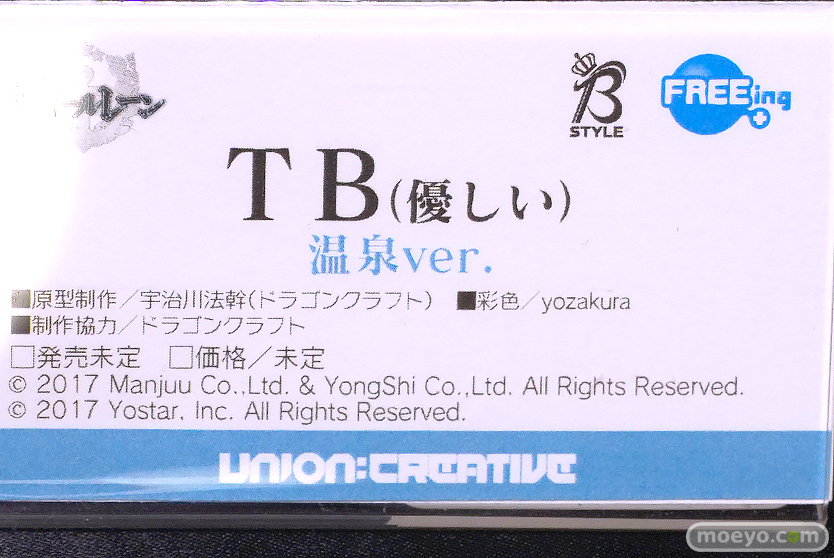 ールレーン
B
STYLE
FREEing
TB(優しい)
温泉ver.
■原型制作／宇治川法幹(ドラゴンクラフト) ■彩色／yozakura
■制作協力／ドラゴンクラフト
□発売未定 □価格／未定
© 2017 Manjuu Co.,Ltd. & YongShi Co.,Ltd. All Rights Reserved.
© 2017 Yostar, Inc. All Rights Reserved.
UNION:CREATIVE
moeyo.com